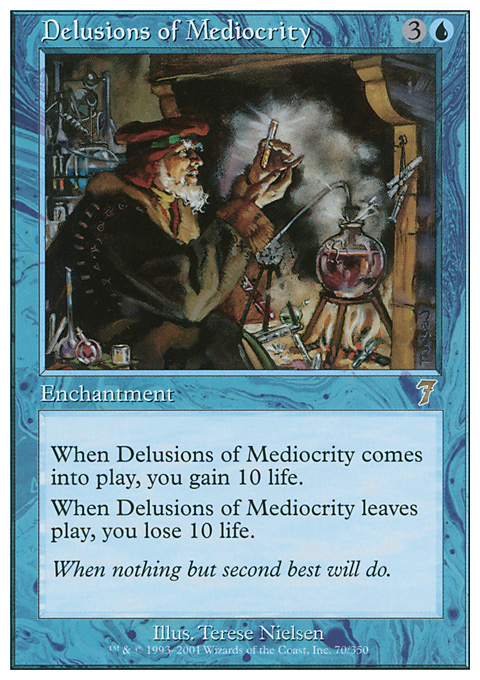 Delusions of Mediocrity 3
Enchantment 7
When Delusions of Mediocrity comes
into play, you gain 10 life.
When Delusions of Mediocrity leaves
play, you lose 10 life.
When nothing but second best will do.
Illus. Terese Nielsen
™ & © 1993–2001 Wizards of the Coast, Inc. 70/350